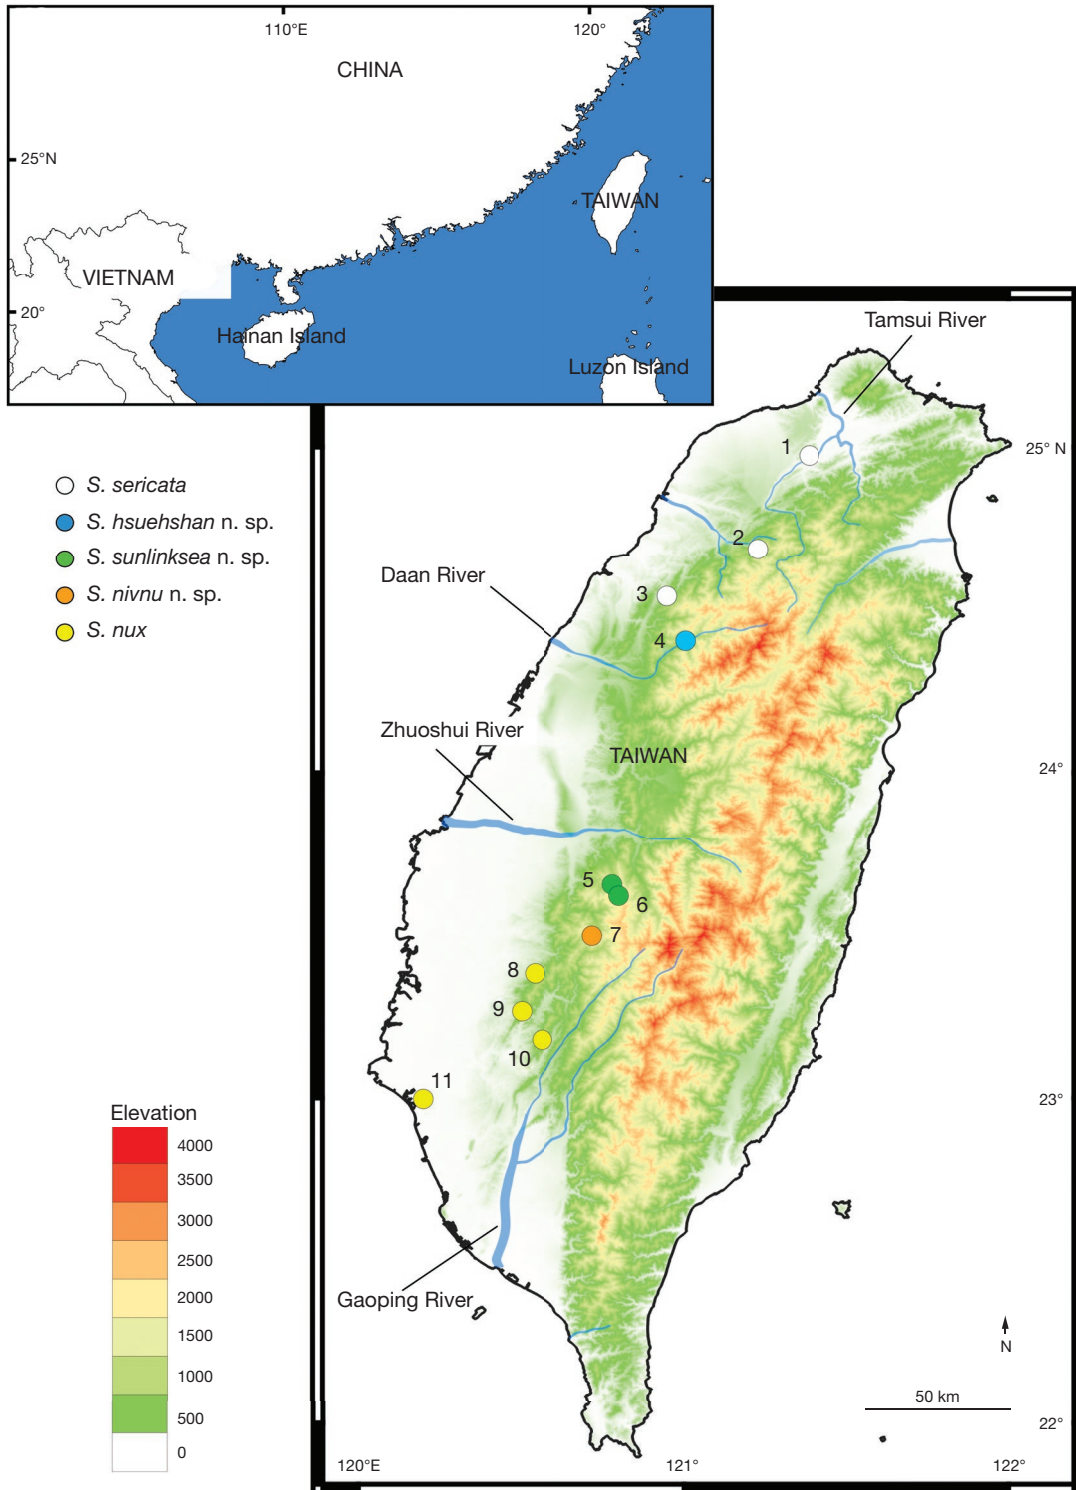 110°E
120°
CHINA
25°N
TAIWAN
VIETNAM
20°
Hainan Island
Luzon Island
Tamsui River
1
25° N
S. sericata
S. hsuehshan n. sp.
S. sunlinksea n. sp.
S. nivnu n. sp.
S. nux
2
Daan River
3
4
Zhuoshui River
TAIWAN
24°
5
6
7
8
9
10
11
23°
Elevation
4000
3500
3000
2500
2000
1500
1000
500
0
Gaoping River
N
50 km
22°
120°E
121°
122°